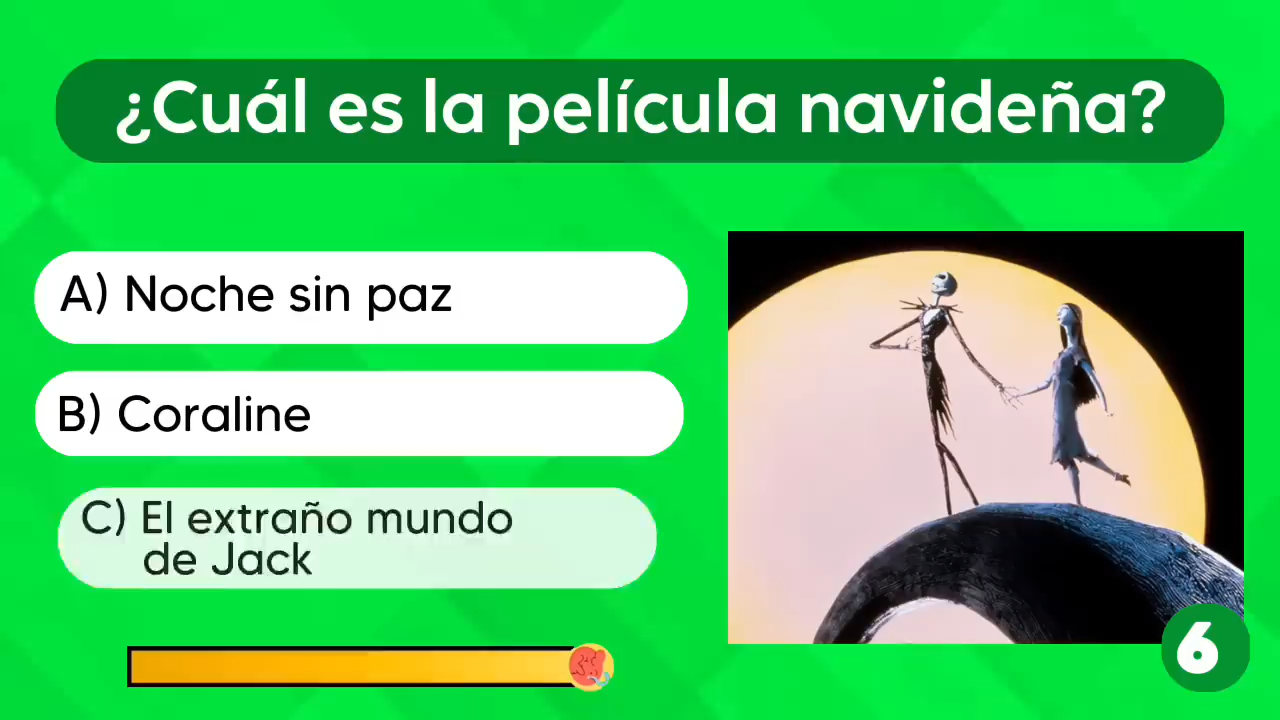 ¿Cuál es la película navideña?
A) Noche sin paz
B) Coraline
C) El extraño mundo
de Jack
6